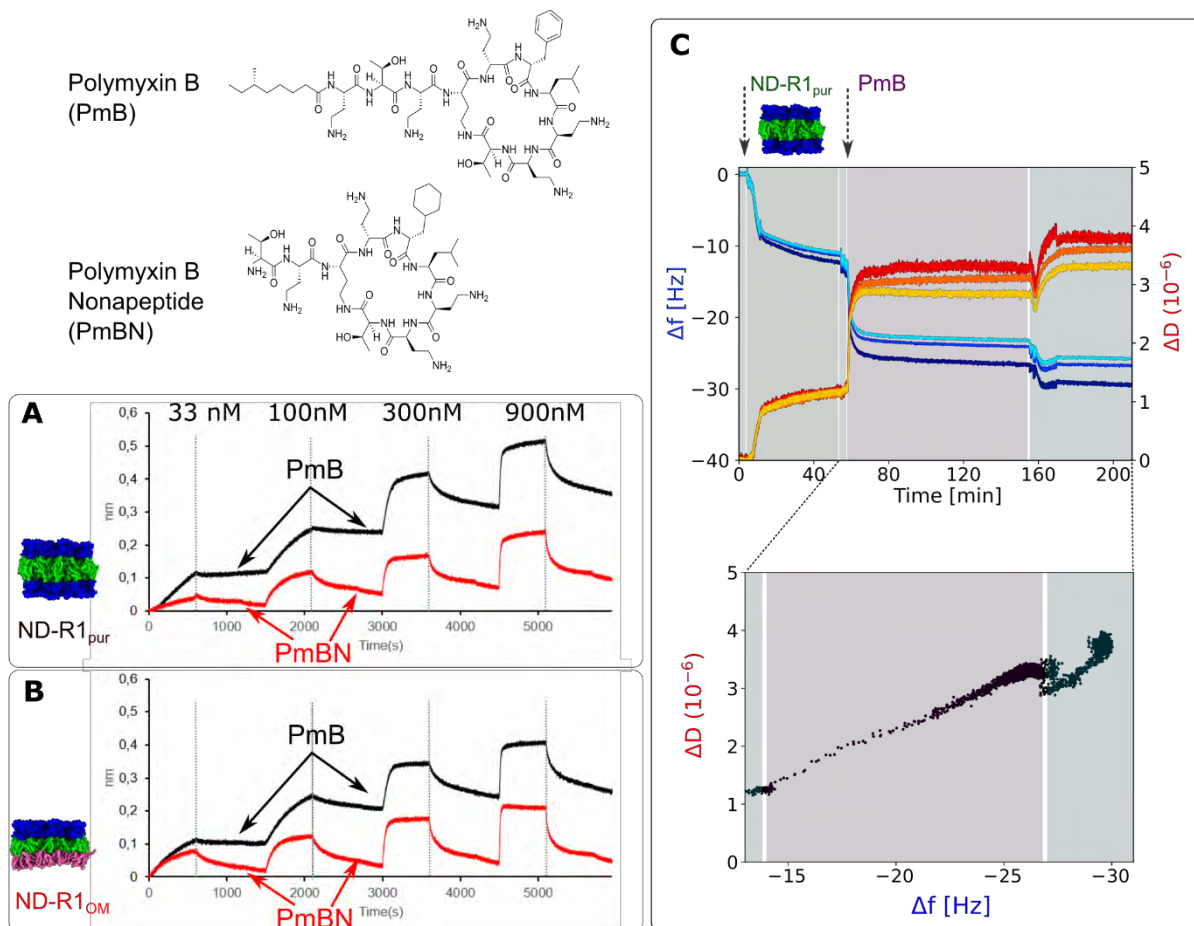 Polymyxin B
(PmB)
OH
NH2
NH2
NH2
NH2
NH2
HO
Polymyxin B
Nonapeptide
(PmBN)
H2N
OH
NH2
NH2
NH2
NH2
HO
A
33 nM 100nM 300nM 900nM
0,6
0,5
0,4
0,3
0,2
0,1
0
nm
PmB
PmBN
0 1000 2000 3000 4000 5000
Time(s)
ND-R1pur
B
0,6
0,5
0,4
0,3
0,2
0,1
0
nm
PmB
PmBN
0 1000 2000 3000 4000 5000
Time(s)
ND-R1OM
C
ND-R1pur PmB
0
−10
−20
−30
−40
Δf [Hz]
5
4
3
2
1
0
ΔD (10−6)
0 40 80 120 160 200
Time [min]
5
4
3
2
1
0
ΔD (10−6)
−15 −20 −25 −30
Δf [Hz]